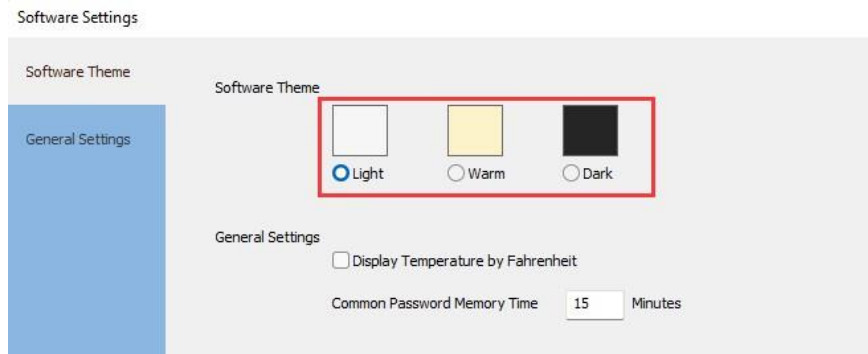 Software Settings
Software Theme
General Settings
Software Theme
Light Warm Dark
General Settings
Display Temperature by Fahrenheit
Common Password Memory Time 15 Minutes